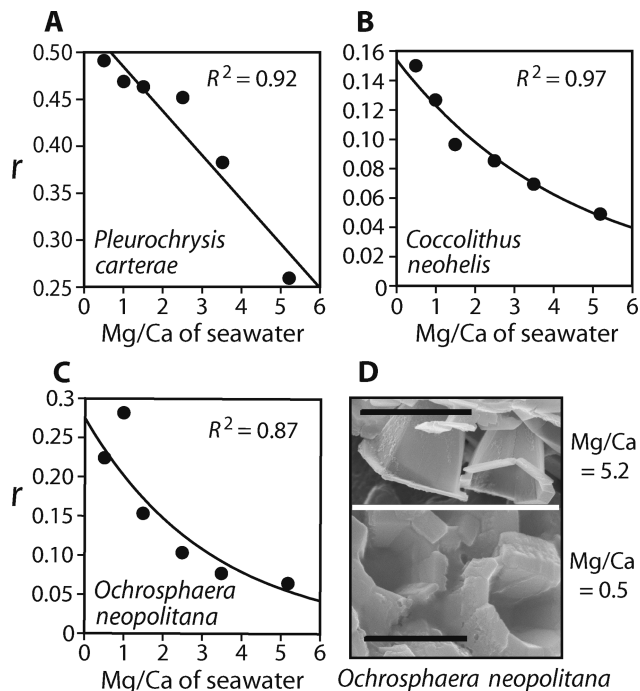 A
0.50
0.45
0.40
0.35
0.30
0.25
r
R² = 0.92
Pleurochrysis
carterae
0 1 2 3 4 5 6
Mg/Ca of seawater
B
0.16
0.14
0.12
0.10
0.08
0.06
0.04
0.02
0
R² = 0.97
Coccolithus
neohelis
0 1 2 3 4 5 6
Mg/Ca of seawater
C
0.3
0.25
0.20
0.15
0.10
0.05
0
r
R² = 0.87
Ochrosphaera
neopolitana
0 1 2 3 4 5 6
Mg/Ca of seawater
D
Mg/Ca
= 5.2
Mg/Ca
= 0.5
Ochrosphaera neopolitana